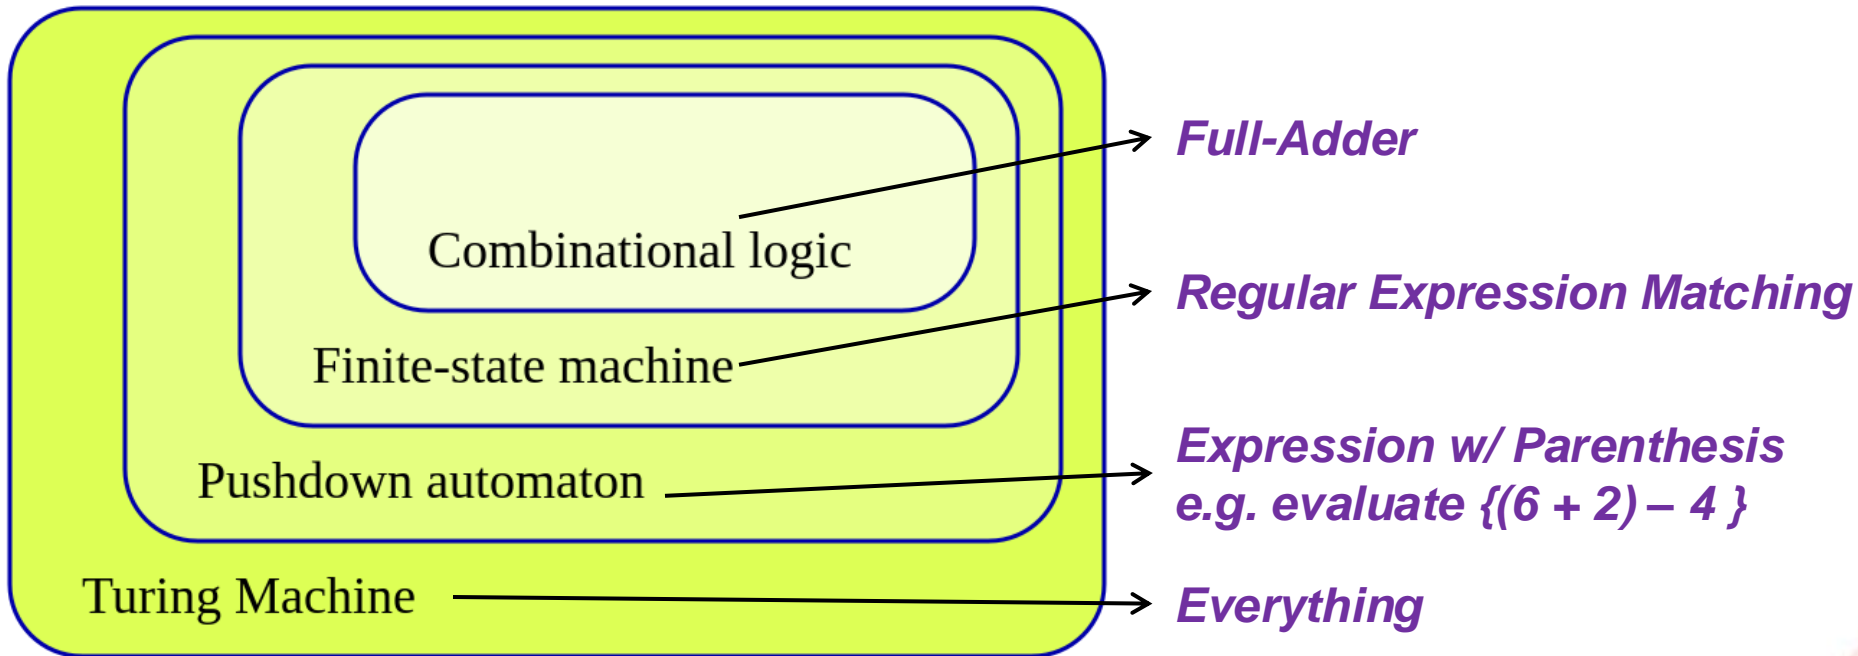 Combinational logic
Finite-state machine
Pushdown automaton
Turing Machine
Full-Adder
Regular Expression Matching
Expression w/ Parenthesis
e.g. evaluate {(6 + 2) – 4 }
Everything